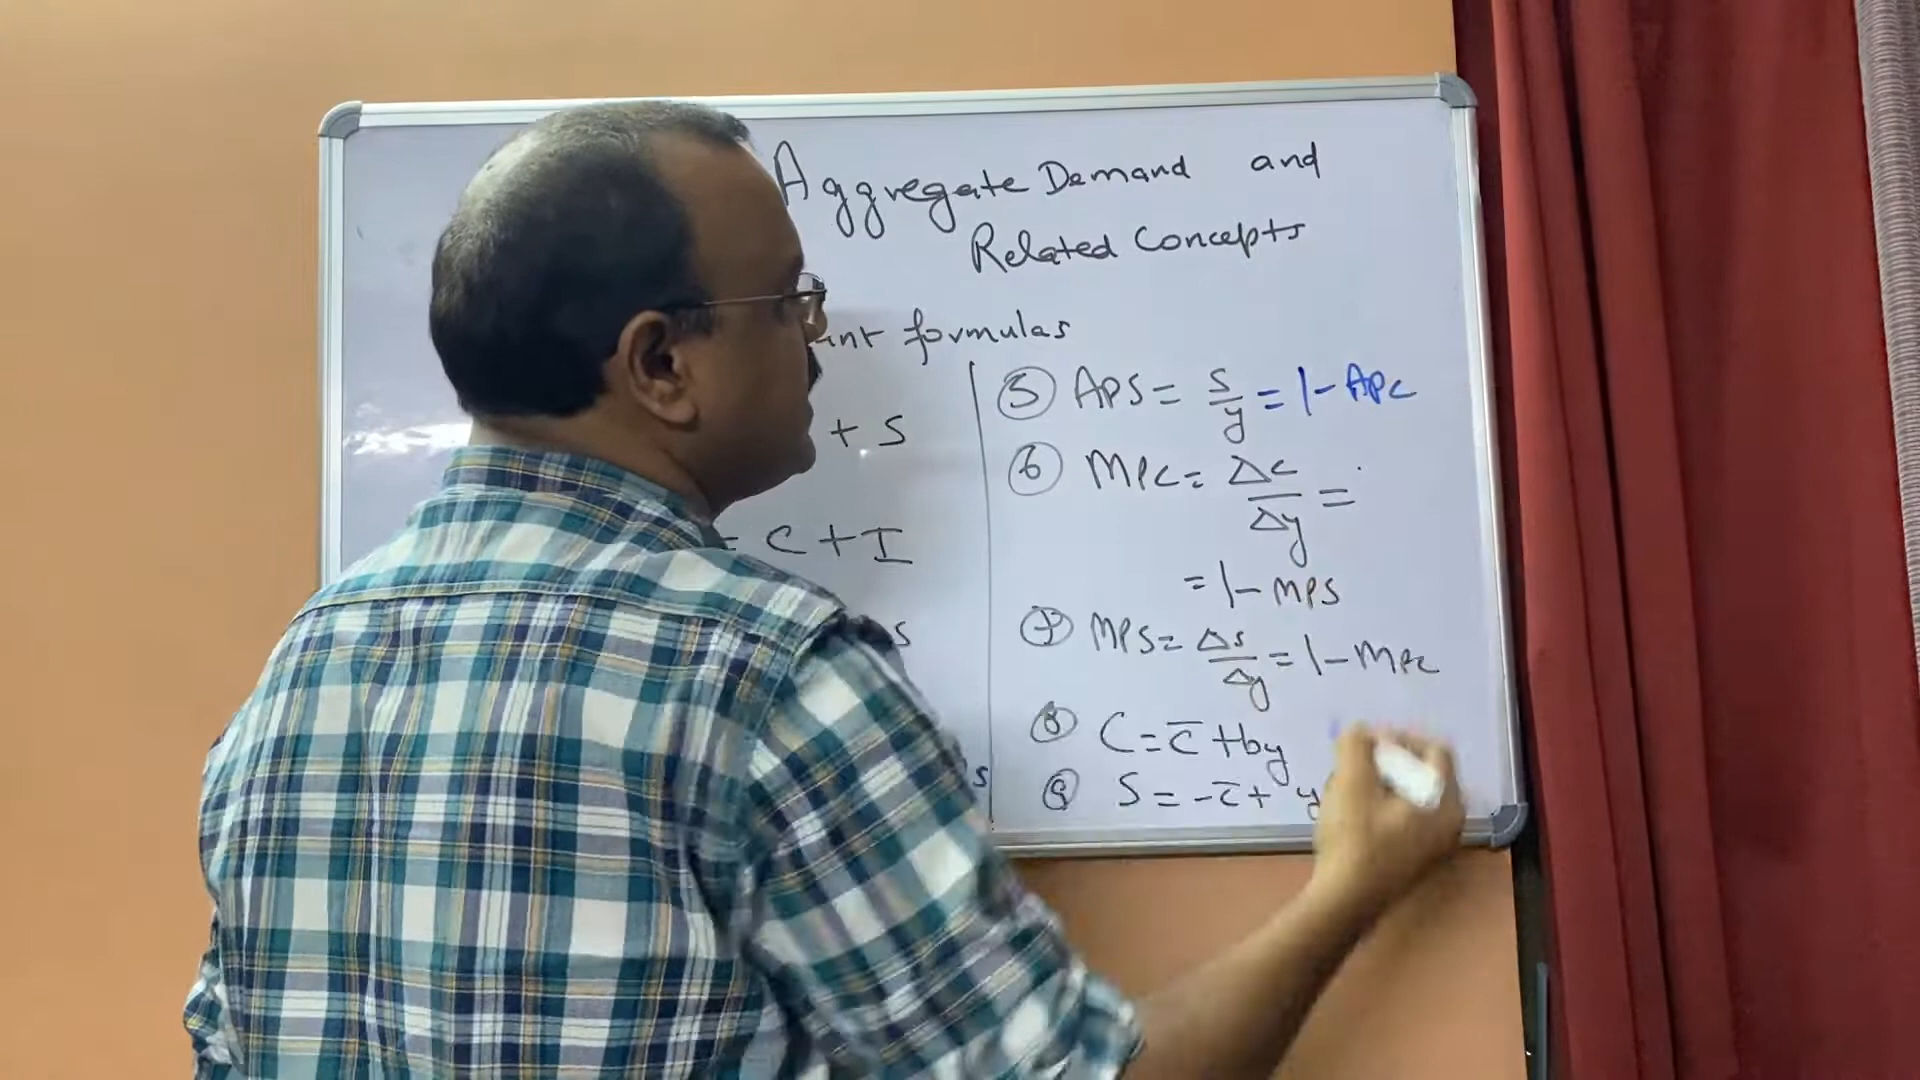 Aggregate Demand and
Related Concepts
formulas
+ S
= C + I
s
s
⑤ APS = S/y = 1 - APC
⑥ MPC = ΔC/Δy =
= 1 - MPS
⑦ MPS = ΔS/Δy = 1 - MPC
⑧ C = C̅ + by
⑨ S = -C̅ + y